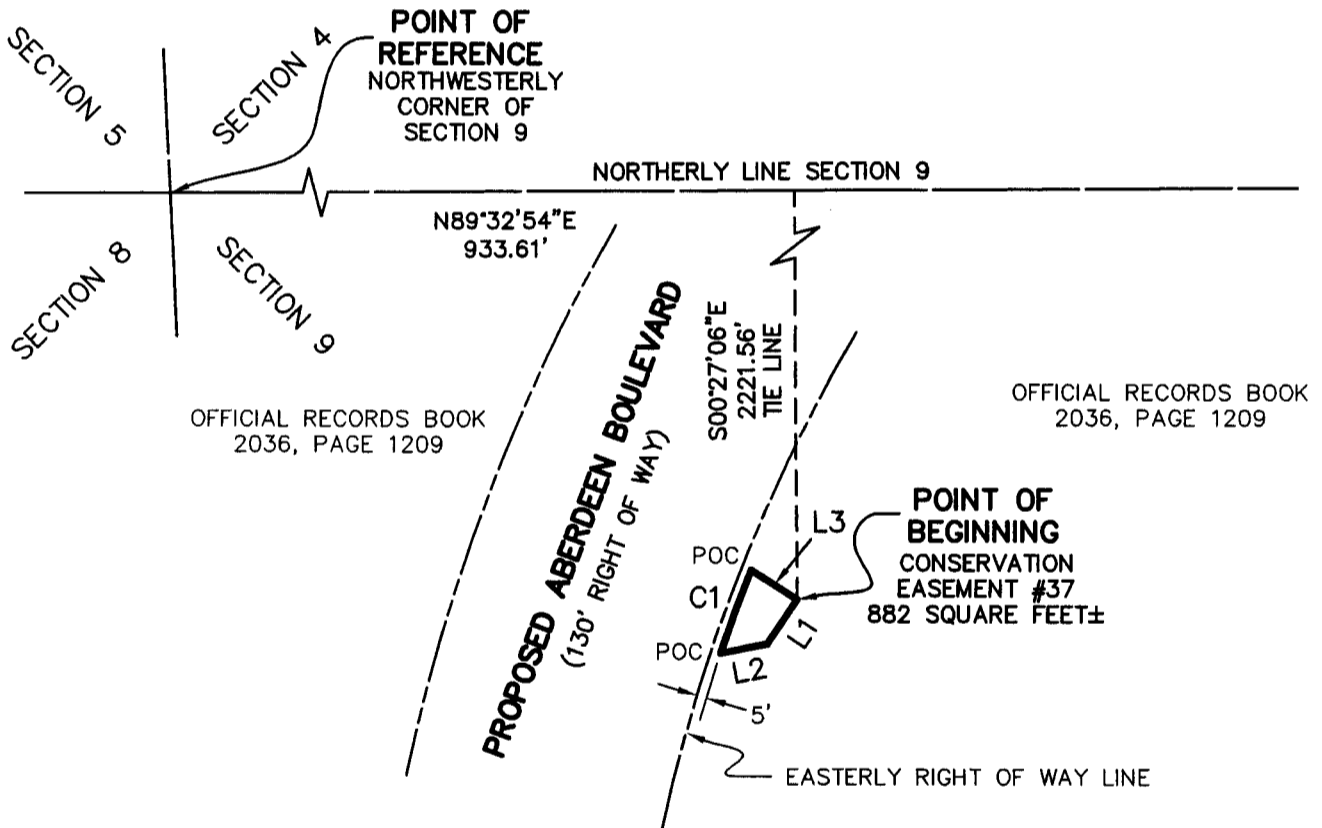 SECTION 5
SECTION 4
POINT OF
REFERENCE
NORTHWESTERLY
CORNER OF
SECTION 9
NORTHERLY LINE SECTION 9
N89°32'54"E
933.61'
SECTION 8
SECTION 9
OFFICIAL RECORDS BOOK
2036, PAGE 1209
PROPOSED ABERDEEN BOULEVARD
(130' RIGHT OF WAY)
S00°27'06"E
2221.56'
TIE LINE
OFFICIAL RECORDS BOOK
2036, PAGE 1209
POINT OF
BEGINNING
CONSERVATION
EASEMENT #37
882 SQUARE FEET±
L3
POC
C1
L1
POC
L2
5'
EASTERLY RIGHT OF WAY LINE